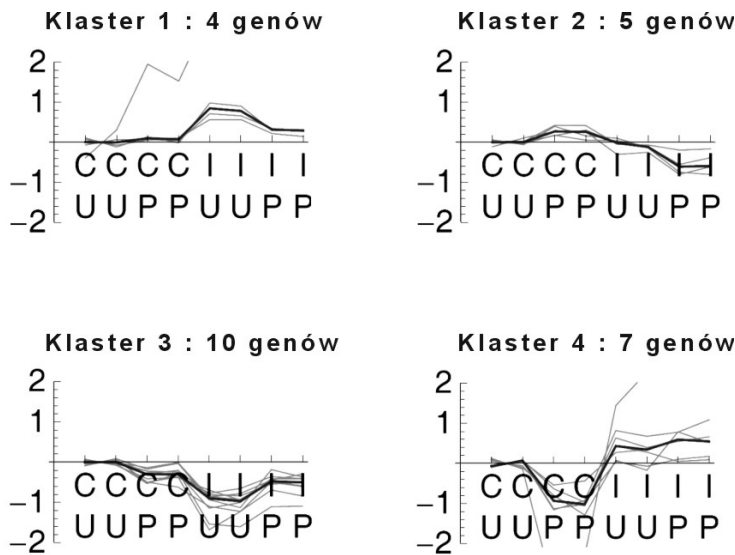 Klaster 1 : 4 genów
2
1
−1
−2
C C C C I I I I
U U P P U U P P
Klaster 2 : 5 genów
2
1
−1
−2
C C C C I I I I
U U P P U U P P
Klaster 3 : 10 genów
2
1
−1
−2
C C C C I I I I
U U P P U U P P
Klaster 4 : 7 genów
2
1
−1
−2
C C C C I I I I
U U P P U U P P